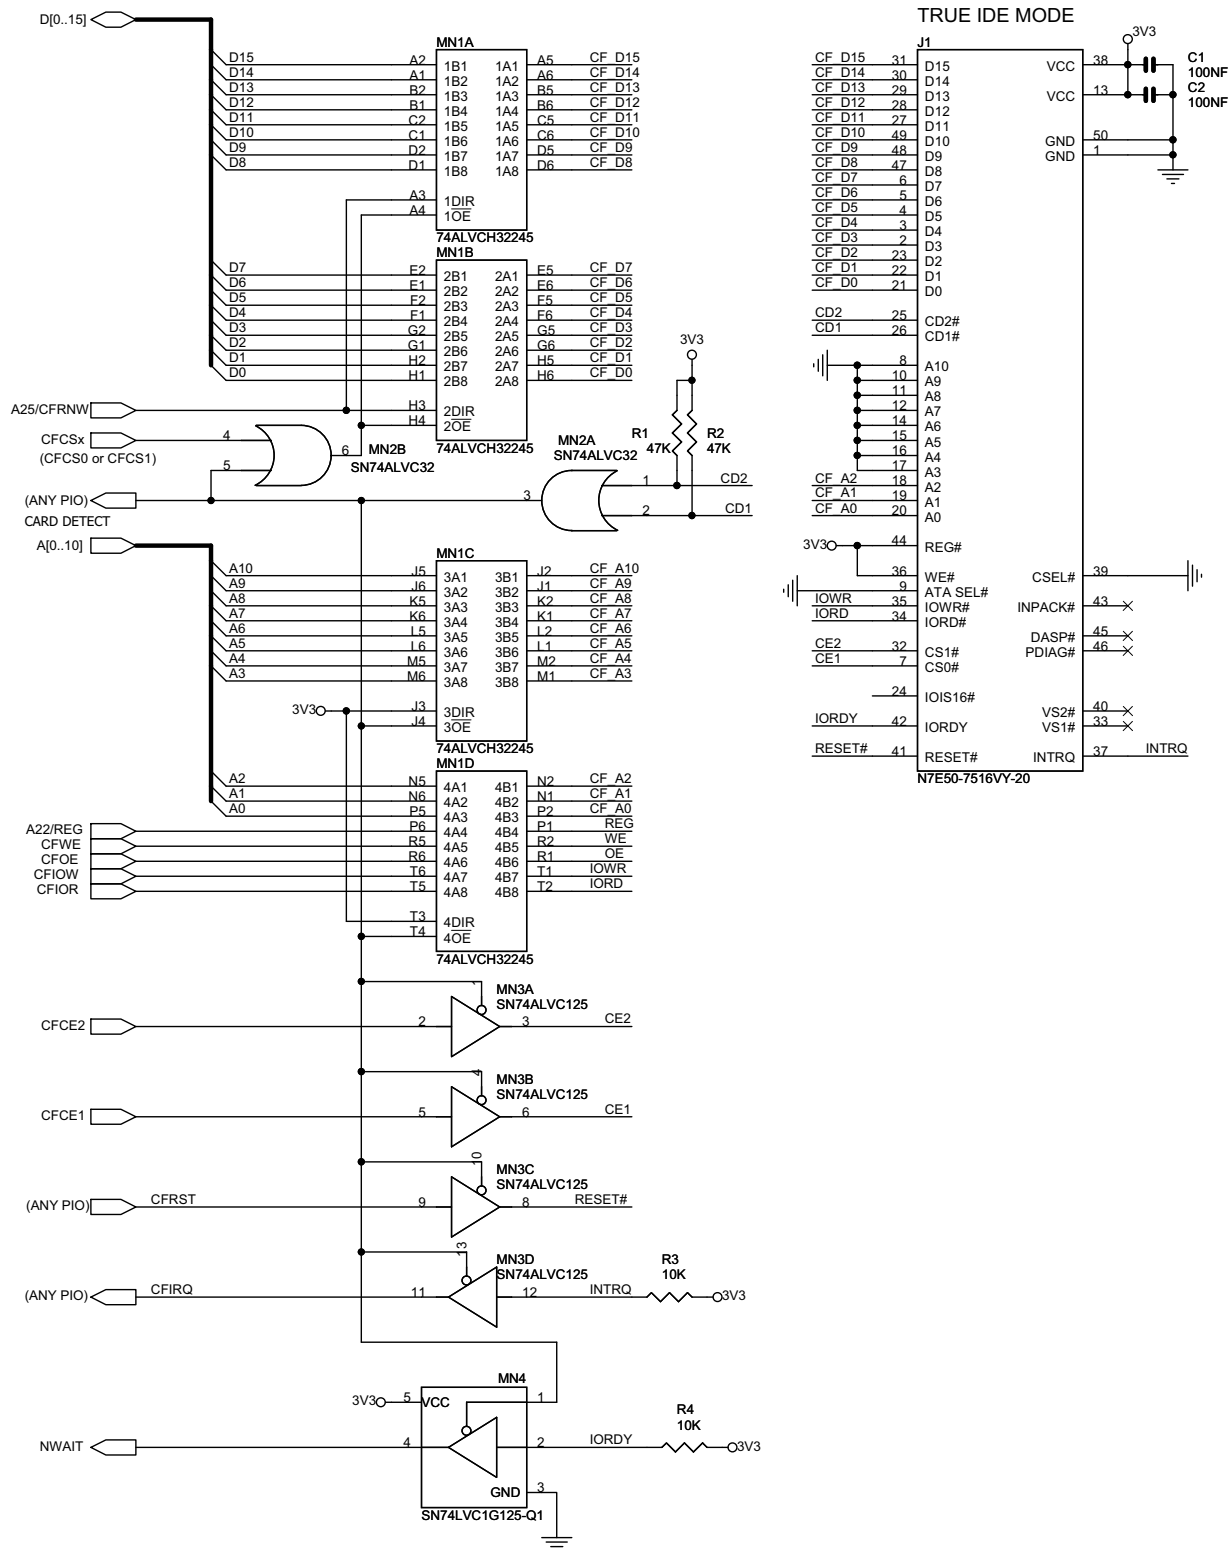 TRUE IDE MODE
D[0..15]
MN1A
D15 A2 1B1 1A1 A5 CF_D15
D14 A1 1B2 1A2 A6 CF_D14
D13 B2 1B3 1A3 B5 CF_D13
D12 B1 1B4 1A4 B6 CF_D12
D11 C2 1B5 1A5 C5 CF_D11
D10 C1 1B6 1A6 C6 CF_D10
D9 D2 1B7 1A7 D5 CF_D9
D8 D1 1B8 1A8 D6 CF_D8
A3 1DIR
A4 1OE
74ALVCH32245
MN1B
D7 E2 2B1 2A1 E5 CF_D7
D6 E1 2B2 2A2 E6 CF_D6
D5 F2 2B3 2A3 F5 CF_D5
D4 F1 2B4 2A4 F6 CF_D4
D3 G2 2B5 2A5 G5 CF_D3
D2 G1 2B6 2A6 G6 CF_D2
D1 H2 2B7 2A7 H5 CF_D1
D0 H1 2B8 2A8 H6 CF_D0
A25/CFRNW H3 2DIR
H4 2OE
74ALVCH32245
CFCSx 4
(CFCS0 or CFCS1)
5
6
MN2B
SN74ALVC32
3V3
R1
47K
R2
47K
MN2A
SN74ALVC32
1 CD2
2 CD1
3
(ANY PIO)
CARD DETECT
A[0..10]
MN1C
A10 J5 3A1 3B1 J2 CF_A10
A9 J6 3A2 3B2 J1 CF_A9
A8 K5 3A3 3B3 K2 CF_A8
A7 K6 3A4 3B4 K1 CF_A7
A6 L5 3A5 3B5 L2 CF_A6
A5 L6 3A6 3B6 L1 CF_A5
A4 M5 3A7 3B7 M2 CF_A4
A3 M6 3A8 3B8 M1 CF_A3
3V3 J3 3DIR
J4 3OE
74ALVCH32245
MN1D
A2 N5 4A1 4B1 N2 CF_A2
A1 N6 4A2 4B2 N1 CF_A1
A0 P5 4A3 4B3 P2 CF_A0
A22/REG P6 4A4 4B4 P1 REG
CFWE R5 4A5 4B5 R2 WE
CFOE R6 4A6 4B6 R1 OE
CFIOW T6 4A7 4B7 T1 IOWR
CFIOR T5 4A8 4B8 T2 IORD
T3 4DIR
T4 4OE
74ALVCH32245
1
MN3A
SN74ALVC125
CFCE2 2 3 CE2
4
MN3B
SN74ALVC125
CFCE1 5 6 CE1
10
MN3C
SN74ALVC125
(ANY PIO) CFRST 9 8 RESET#
13
MN3D
SN74ALVC125
R3
10K
(ANY PIO) CFIRQ 11 12 INTRQ 3V3
MN4
3V3 5 VCC 1
R4
10K
NWAIT 4 2 IORDY 3V3
GND 3
SN74LVC1G125-Q1
J1
3V3
CF_D15 31 D15 VCC 38
C1
100NF
CF_D14 30 D14
CF_D13 29 D13 VCC 13
C2
100NF
CF_D12 28 D12
CF_D11 27 D11
CF_D10 49 D10 GND 50
CF_D9 48 D9 GND 1
CF_D8 47 D8
CF_D7 6 D7
CF_D6 5 D6
CF_D5 4 D5
CF_D4 3 D4
CF_D3 2 D3
CF_D2 23 D2
CF_D1 22 D1
CF_D0 21 D0
CD2 25 CD2#
CD1 26 CD1#
8 A10
10 A9
11 A8
12 A7
14 A6
15 A5
16 A4
17 A3
CF_A2 18 A2
CF_A1 19 A1
CF_A0 20 A0
3V3 44 REG#
36 WE# CSEL# 39
9 ATA SEL#
IOWR 35 IOWR# INPACK# 43
IORD 34 IORD#
DASP# 45
CE2 32 CS1# PDIAG# 46
CE1 7 CS0#
24 IOIS16#
VS2# 40
IORDY 42 IORDY VS1# 33
RESET# 41 RESET# INTRQ 37 INTRQ
N7E50-7516VY-20